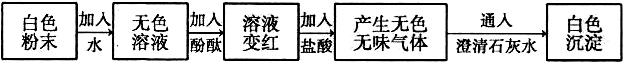 白色粉末
加入水
无色溶液
加入酚酞
溶液变红
加入盐酸
产生无色无味气体
通入澄清石灰水
白色沉淀